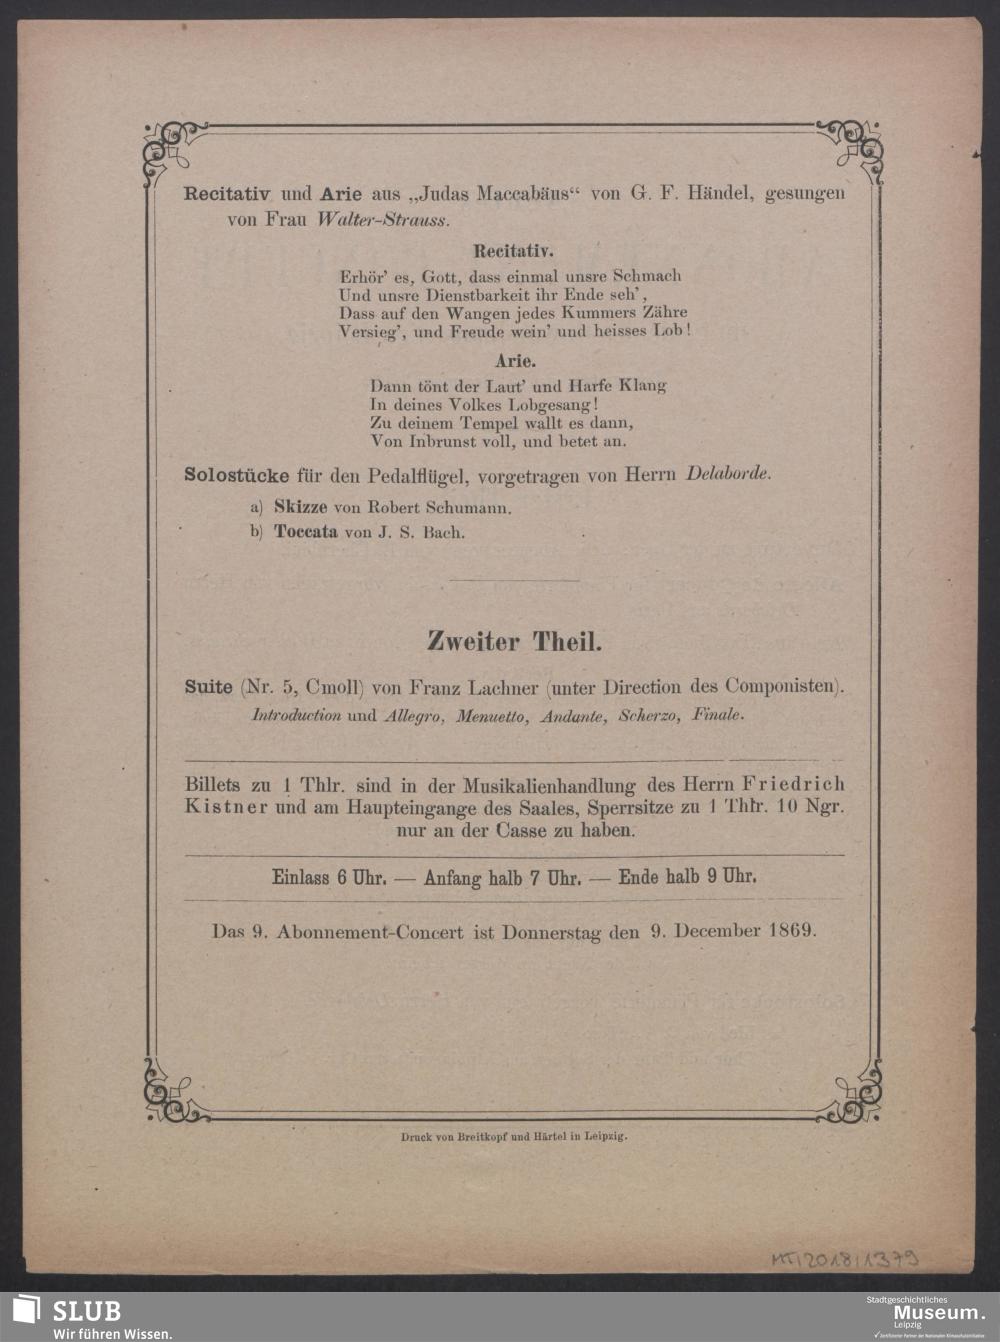 Recitativ und Arie aus „Judas Maccabäus“ von G. F. Händel, gesungen
von Frau Walter-Strauss.
Recitativ.
Erhör' es, Gott, dass einmal unsre Schmach
Und unsre Dienstbarkeit ihr Ende seh',
Dass auf den Wangen jedes Kummers Zähre
Versieg', und Freude wein' und heisses Lob!
Arie.
Dann tönt der Laut' und Harfe Klang
In deines Volkes Lobgesang!
Zu deinem Tempel wallt es dann,
Von Inbrunst voll, und betet an.
Solostücke für den Pedalflügel, vorgetragen von Herrn Delaborde.
a) Skizze von Robert Schumann.
b) Toccata von J. S. Bach.
Zweiter Theil.
Suite (Nr. 5, Cmoll) von Franz Lachner (unter Direction des Componisten).
Introduction und Allegro, Menuetto, Andante, Scherzo, Finale.
Billets zu 1 Thlr. sind in der Musikalienhandlung des Herrn Friedrich
Kistner und am Haupteingange des Saales, Sperrsitze zu 1 Thlr. 10 Ngr.
nur an der Casse zu haben.
Einlass 6 Uhr. — Anfang halb 7 Uhr. — Ende halb 9 Uhr.
Das 9. Abonnement-Concert ist Donnerstag den 9. December 1869.
Druck von Breitkopf und Härtel in Leipzig.
MT/2018/1379
SLUB
Wir führen Wissen.
Stadtgeschichtliches
Museum.
Leipzig
Zertifizierter Partner der Nationalen Klimaschutzinitiative